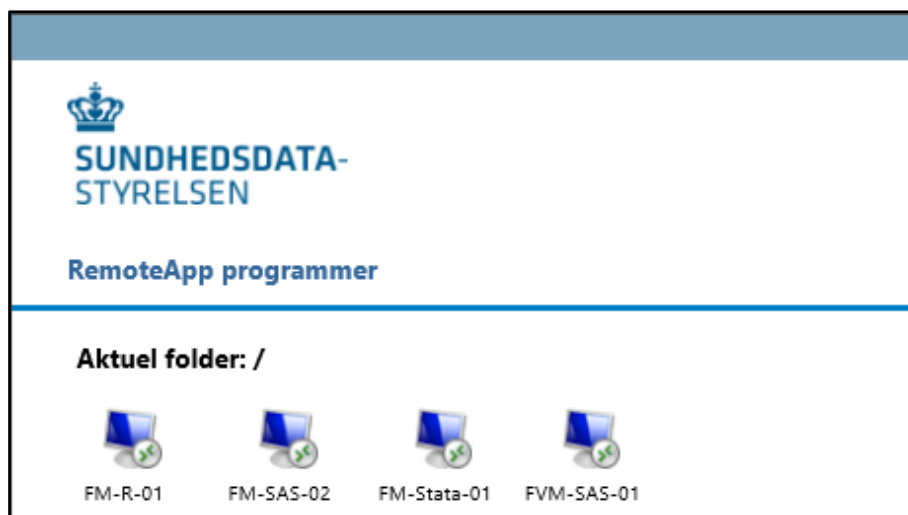 SUNDHEDSDATA-
STYRELSEN
RemoteApp programmer
Aktuel folder: /
FM-R-01 FM-SAS-02 FM-Stata-01 FVM-SAS-01